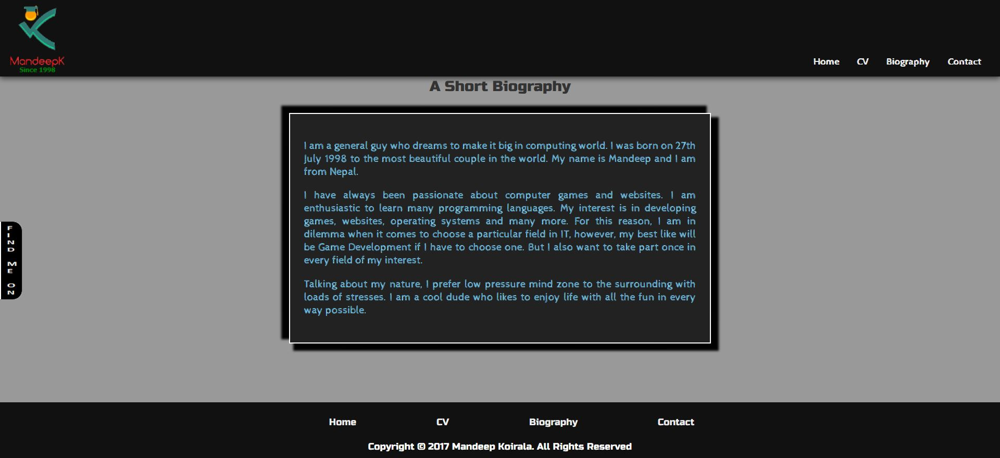 MandeepK
Since 1998
Home CV Biography Contact
A Short Biography
I am a general guy who dreams to make it big in computing world. I was born on 27th
July 1998 to the most beautiful couple in the world. My name is Mandeep and I am
from Nepal.
I have always been passionate about computer games and websites. I am
enthusiastic to learn many programming languages. My interest is in developing
games, websites, operating systems and many more. For this reason, I am in
dilemma when it comes to choose a particular field in IT, however, my best like will
be Game Development if I have to choose one. But I also want to take part once in
every field of my interest.
Talking about my nature, I prefer low pressure mind zone to the surrounding with
loads of stresses. I am a cool dude who likes to enjoy life with all the fun in every
way possible.
FIND ME ON
Home CV Biography Contact
Copyright © 2017 Mandeep Koirala. All Rights Reserved